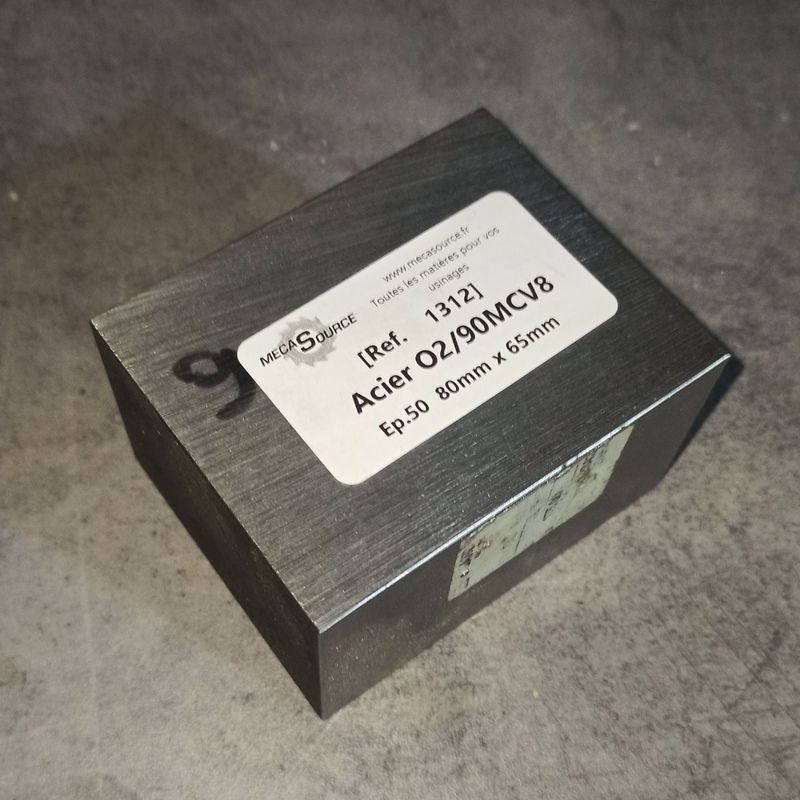 www.mecasource.fr
Toutes les matières pour vos
usinages
MECASOURCE
[Ref. 1312]
Acier O2/90MCV8
Ep.50 80mm x 65mm
9